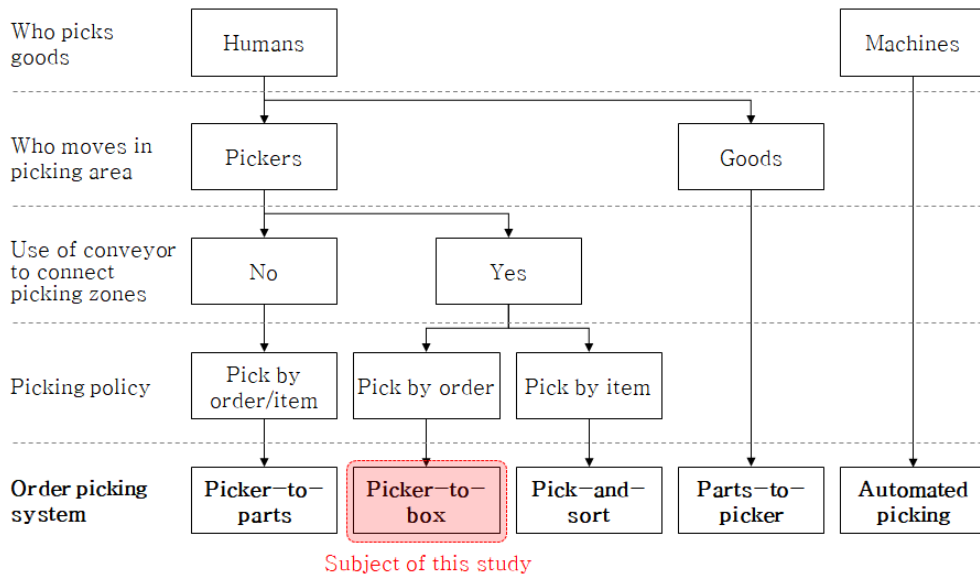 Who picks
goods
Humans
Machines
Who moves in
picking area
Pickers
Goods
Use of conveyor
to connect
picking zones
No
Yes
Picking policy
Pick by
order/item
Pick by order
Pick by item
Order picking
system
Picker-to-
parts
Picker-to-
box
Pick-and-
sort
Parts-to-
picker
Automated
picking
Subject of this study